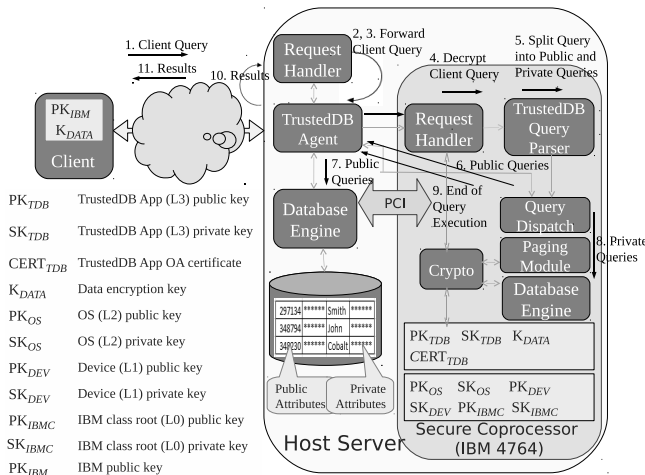 1. Client Query
11. Results
10. Results
2, 3. Forward
Client Query
4. Decrypt
Client Query
5. Split Query
into Public and
Private Queries
Request
Handler
PK_IBM
K_DATA
Client
TrustedDB
Agent
Request
Handler
TrustedDB
Query
Parser
7. Public
Queries
6. Public Queries
9. End of
Query
Execution
PCI
Database
Engine
Query
Dispatch
8. Private
Queries
Paging
Module
Crypto
Database
Engine
297134 ****** Smith ******
348794 ****** John ******
****** Cobalt ******
Public
Attributes
Private
Attributes
PK_TDB SK_TDB K_DATA
CERT_TDB
PK_OS SK_OS PK_DEV
SK_DEV PK_IBMC SK_IBMC
Host Server
Secure Coprocessor
(IBM 4764)
PK_TDB TrustedDB App (L3) public key
SK_TDB TrustedDB App (L3) private key
CERT_TDB TrustedDB App OA certificate
K_DATA Data encryption key
PK_OS OS (L2) public key
SK_OS OS (L2) private key
PK_DEV Device (L1) public key
SK_DEV Device (L1) private key
PK_IBMC IBM class root (L0) public key
SK_IBMC IBM class root (L0) private key
PK_IBM IBM public key